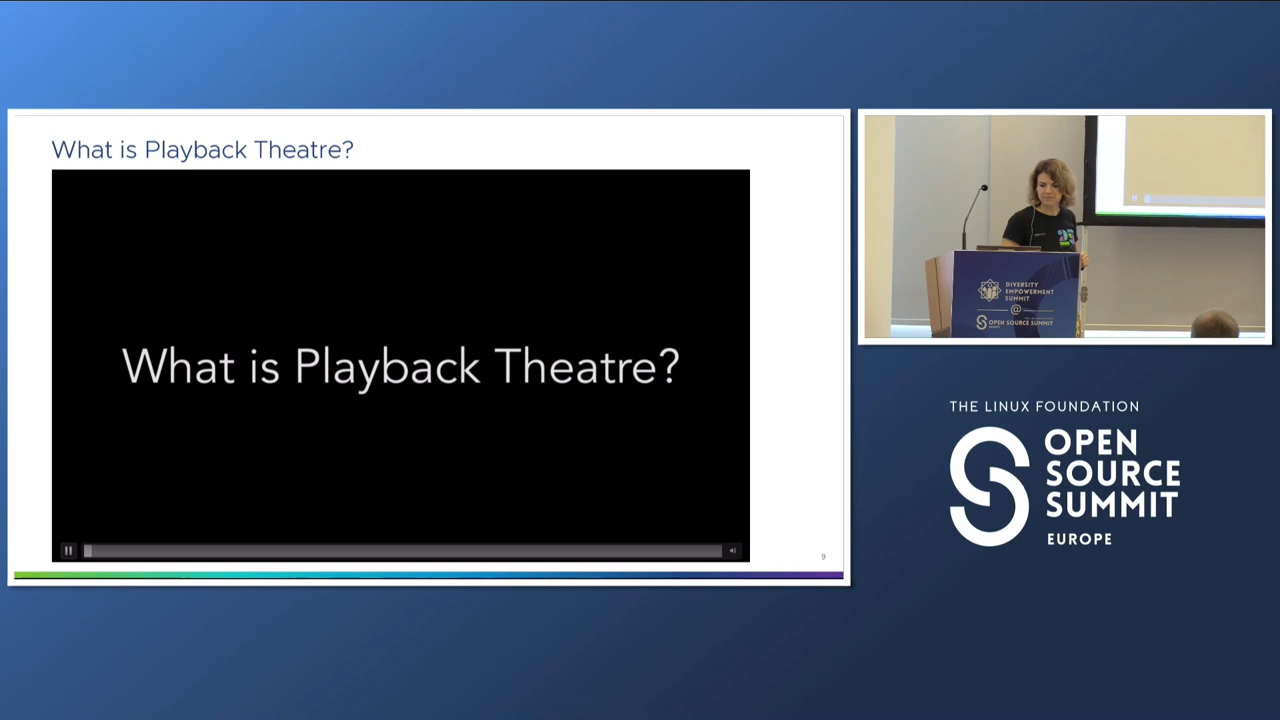 What is Playback Theatre?
What is Playback Theatre?
9
DIVERSITY
EMPOWERMENT
SUMMIT
@
OPEN SOURCE SUMMIT
THE LINUX FOUNDATION
OPEN
SOURCE
SUMMIT
EUROPE